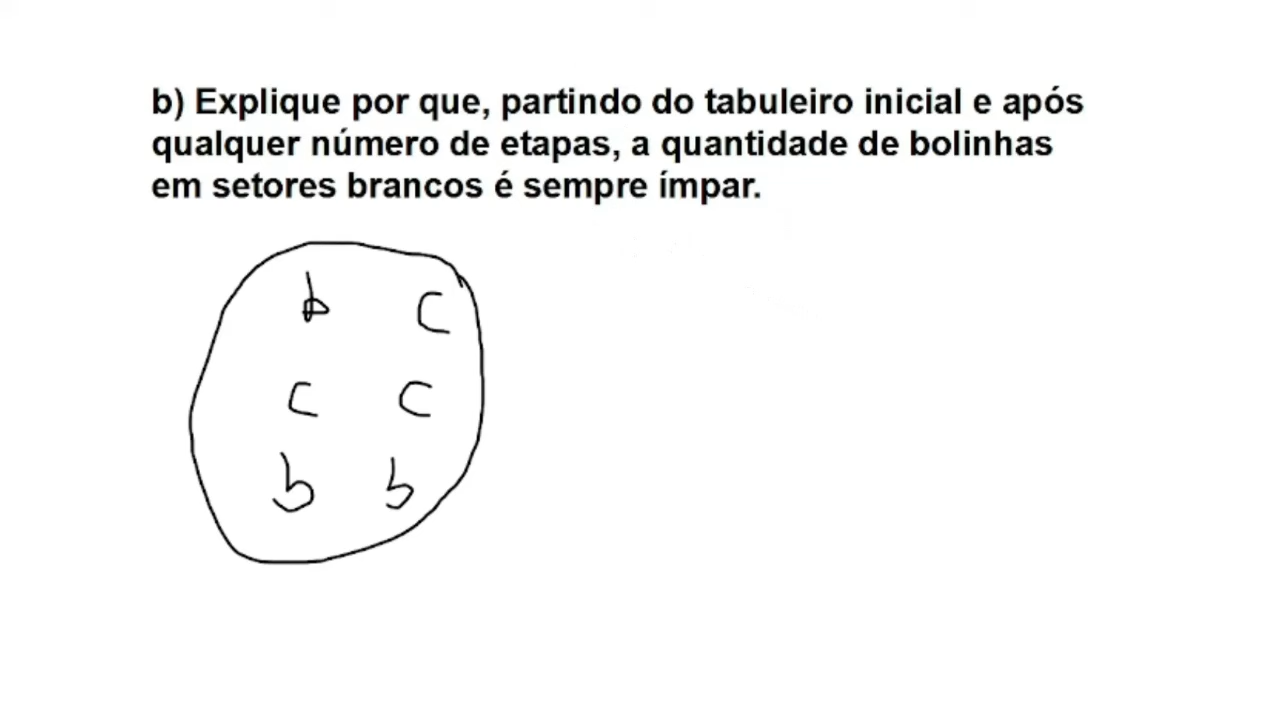 b) Explique por que, partindo do tabuleiro inicial e após
qualquer número de etapas, a quantidade de bolinhas
em setores brancos é sempre ímpar.
b c
c c
b b